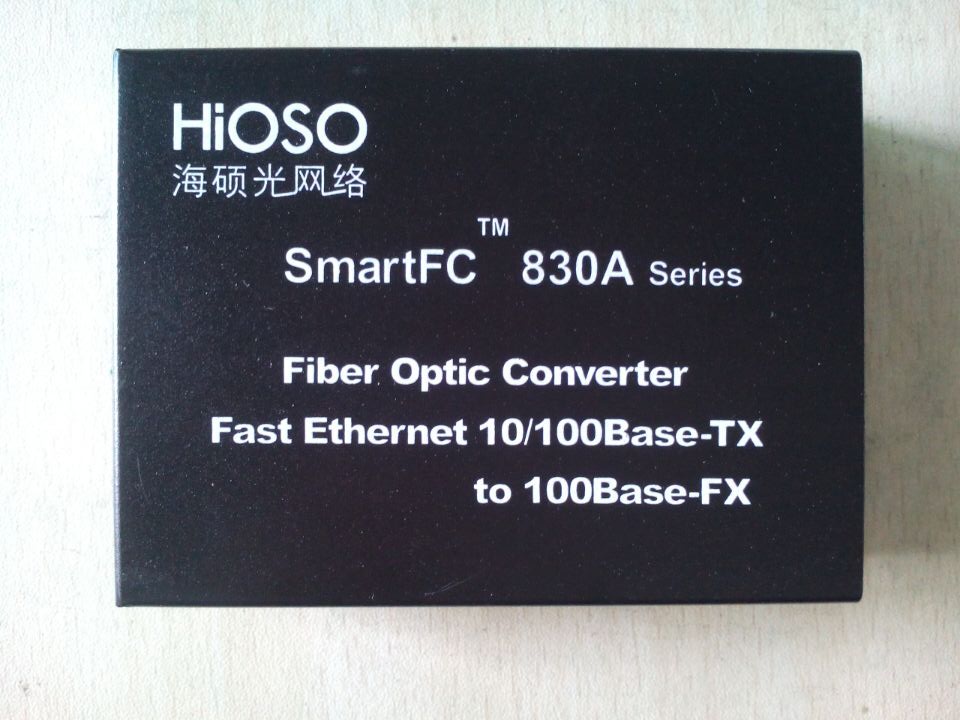 HiOSO
海硕光网络
SmartFC™ 830A Series
Fiber Optic Converter
Fast Ethernet 10/100Base-TX
to 100Base-FX